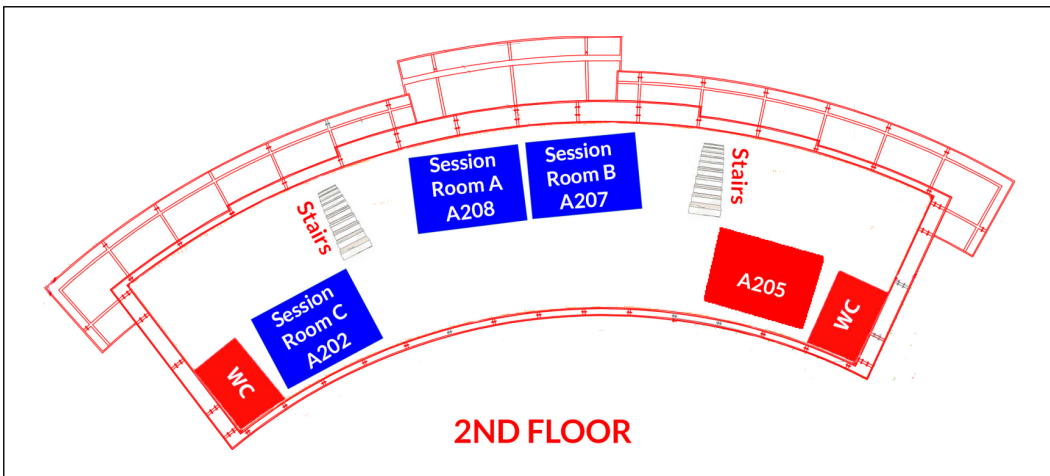 Session
Room A
A208
Session
Room B
A207
Stairs
Stairs
Session
Room C
A202
A205
WC
WC
2ND FLOOR